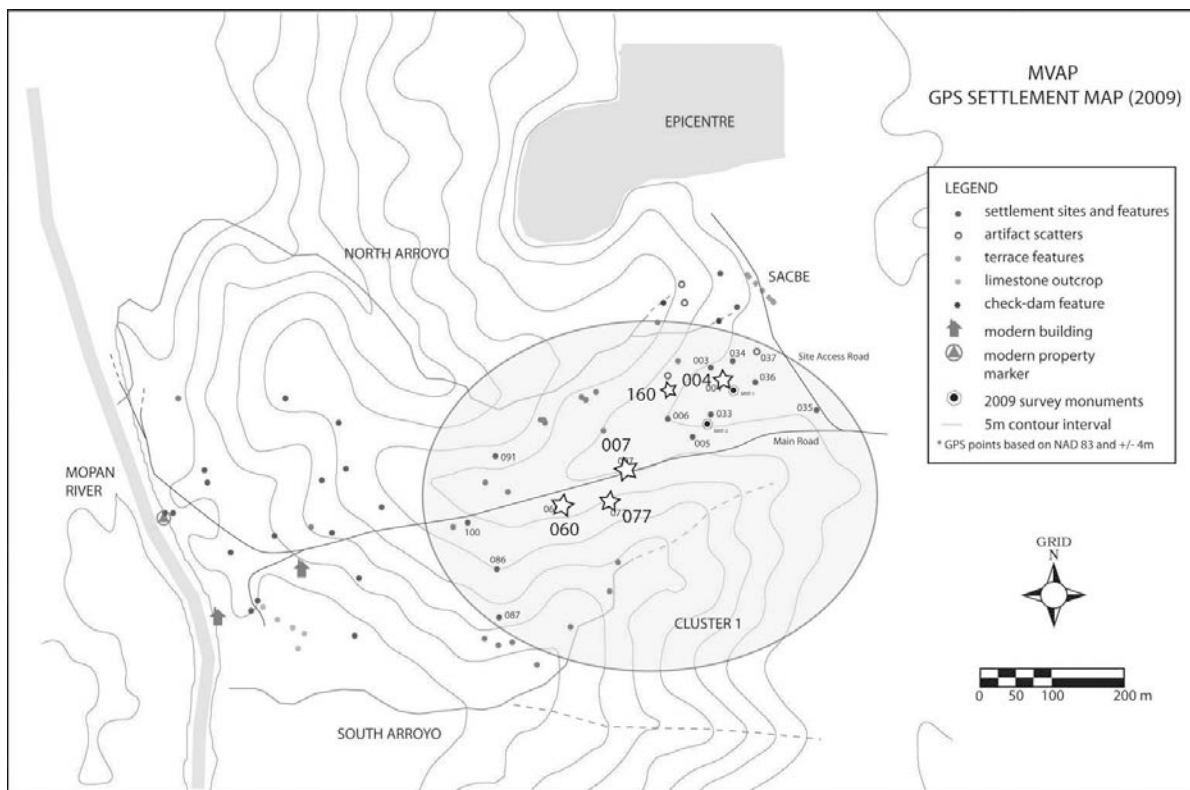 MVAP
GPS SETTLEMENT MAP (2009)
EPICENTRE
LEGEND
settlement sites and features
artifact scatters
terrace features
limestone outcrop
check-dam feature
modern building
modern property
marker
2009 survey monuments
5m contour interval
* GPS points based on NAD 83 and +/- 4m
NORTH ARROYO
SACBE
Site Access Road
034
037
003
004
036
160
035
006
033
005
Main Road
007
091
MOPAN
RIVER
060
077
100
086
087
CLUSTER 1
SOUTH ARROYO
GRID
N
0 50 100 200 m